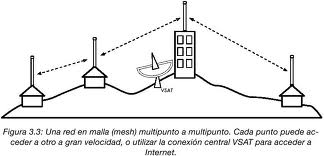 VSAT
Figura 3.3: Una red en malla (mesh) multipunto a multipunto. Cada punto puede ac-
ceder a otro a gran velocidad, o utilizar la conexión central VSAT para acceder a
Internet.